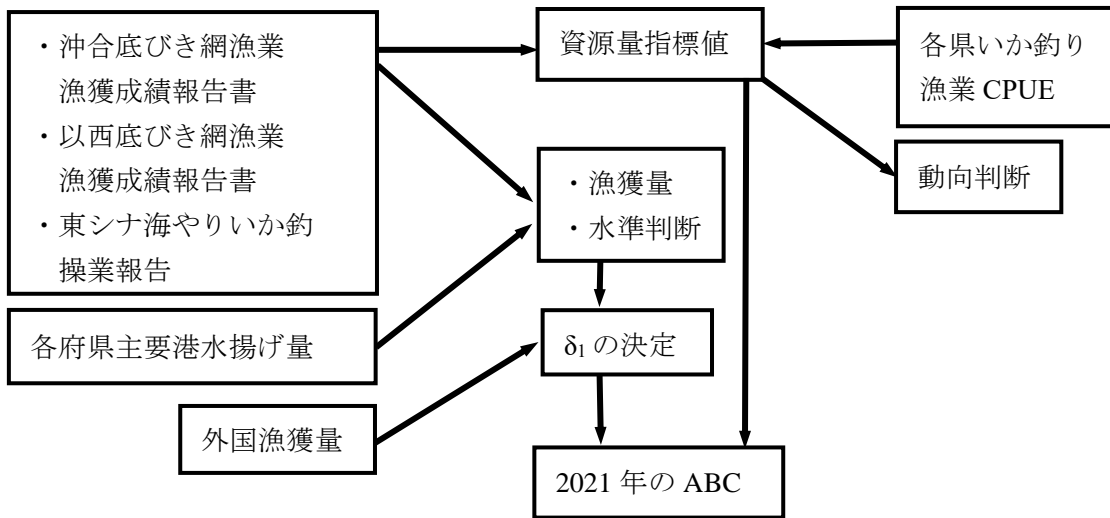 ・沖合底びき網漁業
漁獲成績報告書
・以西底びき網漁業
漁獲成績報告書
・東シナ海やりいか釣
操業報告
各府県主要港水揚げ量
外国漁獲量
資源量指標値
・漁獲量
・水準判断
δ₁ の決定
2021 年の ABC
各県いか釣り
漁業 CPUE
動向判断